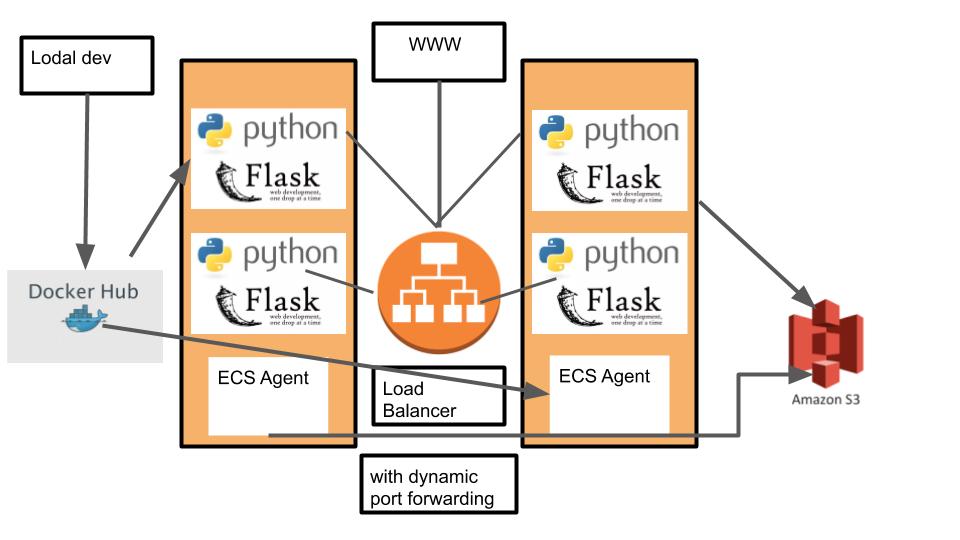 Lodal dev
WWW
python
Flask
web development,
one drop at a time
python
Flask
web development,
one drop at a time
ECS Agent
Docker Hub
Load
Balancer
with dynamic
port forwarding
python
Flask
web development,
one drop at a time
python
Flask
web development,
one drop at a time
ECS Agent
Amazon S3